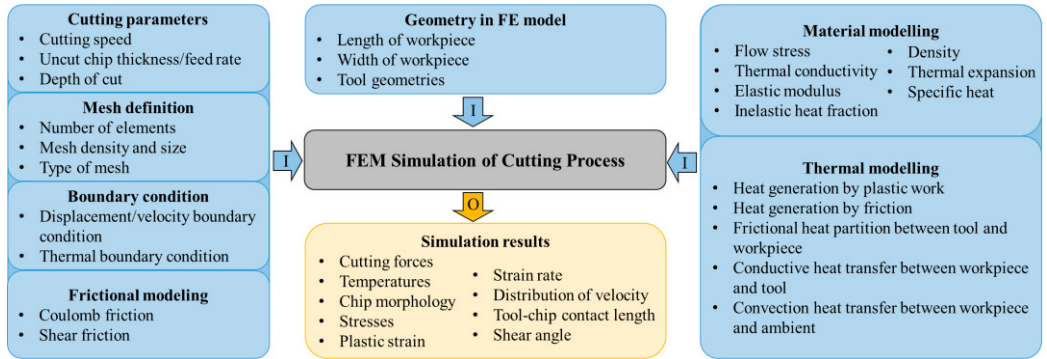 Cutting parameters
• Cutting speed
• Uncut chip thickness/feed rate
• Depth of cut
Mesh definition
• Number of elements
• Mesh density and size
• Type of mesh
Boundary condition
• Displacement/velocity boundary
condition
• Thermal boundary condition
Frictional modeling
• Coulomb friction
• Shear friction
I
Geometry in FE model
• Length of workpiece
• Width of workpiece
• Tool geometries
I
FEM Simulation of Cutting Process
O
Simulation results
• Cutting forces
• Temperatures
• Chip morphology
• Stresses
• Plastic strain
• Strain rate
• Distribution of velocity
• Tool-chip contact length
• Shear angle
I
Material modelling
• Flow stress
• Thermal conductivity
• Elastic modulus
• Inelastic heat fraction
• Density
• Thermal expansion
• Specific heat
Thermal modelling
• Heat generation by plastic work
• Heat generation by friction
• Frictional heat partition between tool and
workpiece
• Conductive heat transfer between workpiece
and tool
• Convection heat transfer between workpiece
and ambient